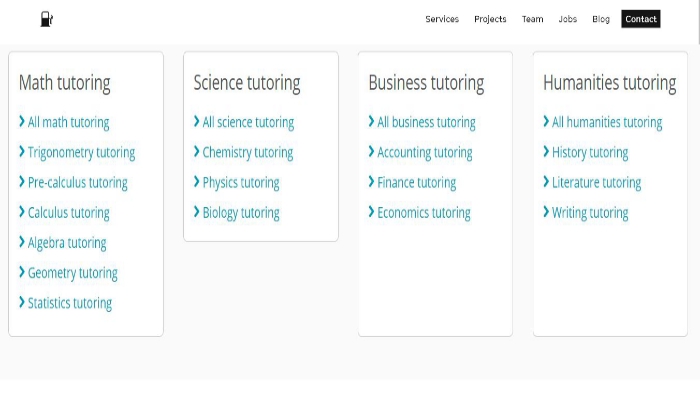 Services Projects Team Jobs Blog Contact
Math tutoring
All math tutoring
Trigonometry tutoring
Pre-calculus tutoring
Calculus tutoring
Algebra tutoring
Geometry tutoring
Statistics tutoring
Science tutoring
All science tutoring
Chemistry tutoring
Physics tutoring
Biology tutoring
Business tutoring
All business tutoring
Accounting tutoring
Finance tutoring
Economics tutoring
Humanities tutoring
All humanities tutoring
History tutoring
Literature tutoring
Writing tutoring